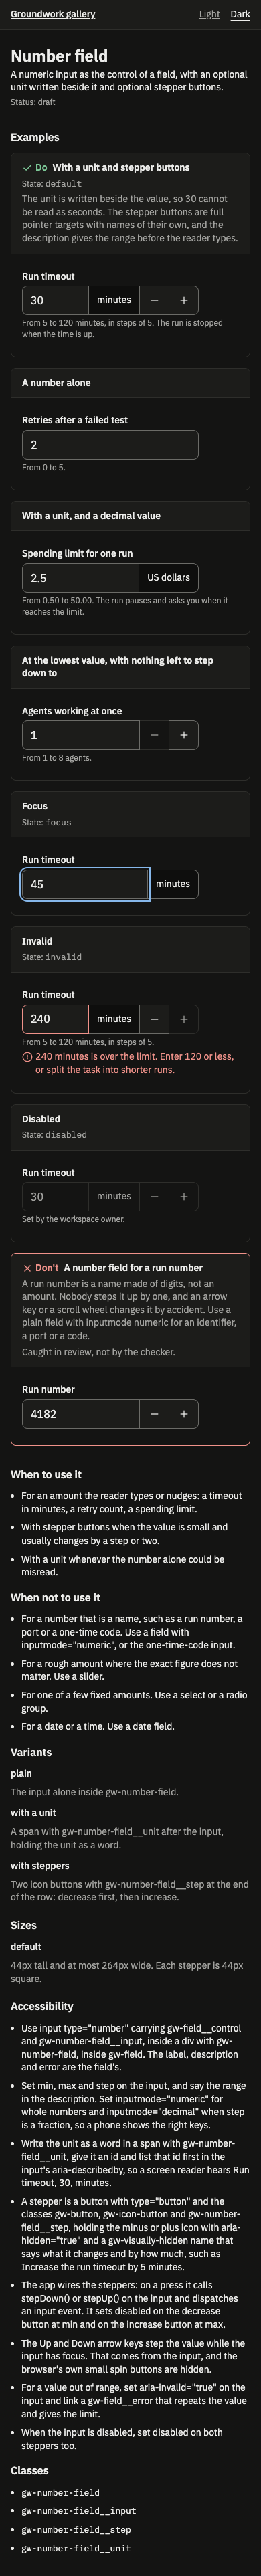 Groundwork gallery
Light Dark
Number field
A numeric input as the control of a field, with an optional
unit written beside it and optional stepper buttons.
Status: draft
Examples
Do With a unit and stepper buttons
State: default
The unit is written beside the value, so 30 cannot
be read as seconds. The stepper buttons are full
pointer targets with names of their own, and the
description gives the range before the reader types.
Run timeout
30 minutes
From 5 to 120 minutes, in steps of 5. The run is stopped
when the time is up.
A number alone
Retries after a failed test
2
From 0 to 5.
With a unit, and a decimal value
Spending limit for one run
2.5 US dollars
From 0.50 to 50.00. The run pauses and asks you when it
reaches the limit.
At the lowest value, with nothing left to step
down to
Agents working at once
1
From 1 to 8 agents.
Focus
State: focus
Run timeout
45 minutes
Invalid
State: invalid
Run timeout
240 minutes
From 5 to 120 minutes, in steps of 5.
240 minutes is over the limit. Enter 120 or less,
or split the task into shorter runs.
Disabled
State: disabled
Run timeout
30 minutes
Set by the workspace owner.
Don't A number field for a run number
A run number is a name made of digits, not an
amount. Nobody steps it up by one, and an arrow
key or a scroll wheel changes it by accident. Use a
plain field with inputmode numeric for an identifier,
a port or a code.
Caught in review, not by the checker.
Run number
4182
When to use it
For an amount the reader types or nudges: a timeout
in minutes, a retry count, a spending limit.
With stepper buttons when the value is small and
usually changes by a step or two.
With a unit whenever the number alone could be
misread.
When not to use it
For a number that is a name, such as a run number, a
port or a one-time code. Use a field with
inputmode="numeric", or the one-time-code input.
For a rough amount where the exact figure does not
matter. Use a slider.
For one of a few fixed amounts. Use a select or a radio
group.
For a date or a time. Use a date field.
Variants
plain
The input alone inside gw-number-field.
with a unit
A span with gw-number-field__unit after the input,
holding the unit as a word.
with steppers
Two icon buttons with gw-number-field__step at the end
of the row: decrease first, then increase.
Sizes
default
44px tall and at most 264px wide. Each stepper is 44px
square.
Accessibility
Use input type="number" carrying gw-field__control
and gw-number-field__input, inside a div with gw-
number-field, inside gw-field. The label, description
and error are the field's.
Set min, max and step on the input, and say the range
in the description. Set inputmode="numeric" for
whole numbers and inputmode="decimal" when step
is a fraction, so a phone shows the right keys.
Write the unit as a word in a span with gw-number-
field__unit, give it an id and list that id first in the
input's aria-describedby, so a screen reader hears Run
timeout, 30, minutes.
A stepper is a button with type="button" and the
classes gw-button, gw-icon-button and gw-number-
field__step, holding the minus or plus icon with aria-
hidden="true" and a gw-visually-hidden name that
says what it changes and by how much, such as
Increase the run timeout by 5 minutes.
The app wires the steppers: on a press it calls
stepDown() or stepUp() on the input and dispatches
an input event. It sets disabled on the decrease
button at min and on the increase button at max.
The Up and Down arrow keys step the value while the
input has focus. That comes from the input, and the
browser's own small spin buttons are hidden.
For a value out of range, set aria-invalid="true" on the
input and link a gw-field__error that repeats the value
and gives the limit.
When the input is disabled, set disabled on both
steppers too.
Classes
gw-number-field
gw-number-field__input
gw-number-field__step
gw-number-field__unit